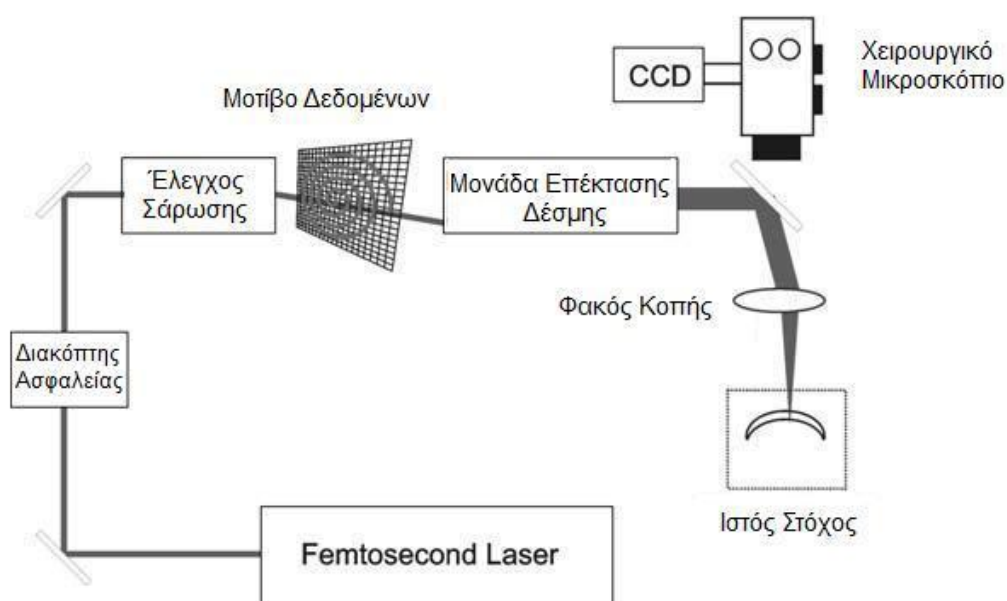 CCD
Χειρουργικό
Μικροσκόπιο
Μοτίβο Δεδομένων
Έλεγχος
Σάρωσης
Μονάδα Επέκτασης
Δέσμης
Φακός Κοπής
Διακόπτης
Ασφαλείας
Ιστός Στόχος
Femtosecond Laser